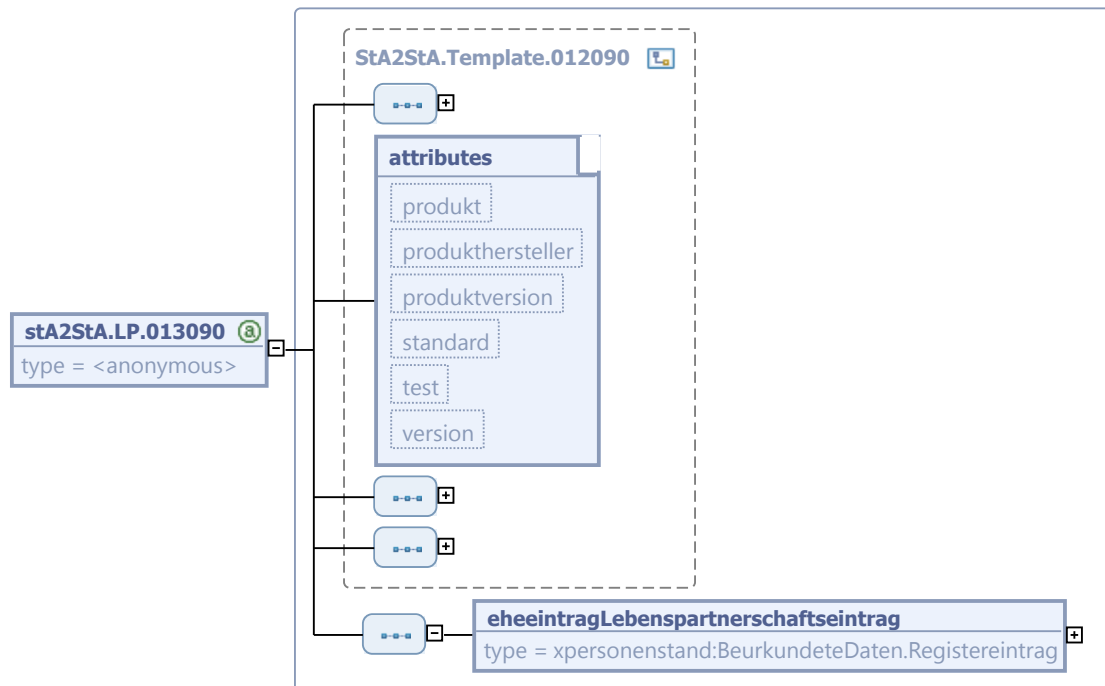 StA2StA.Template.012090
attributes
produkt
produkthersteller
produktversion
standard
test
version
stA2StA.LP.013090 a
type = <anonymous>
eheeintragLebenspartnerschaftseintrag
type = xpersonenstand:BeurkundeteDaten.Registereintrag